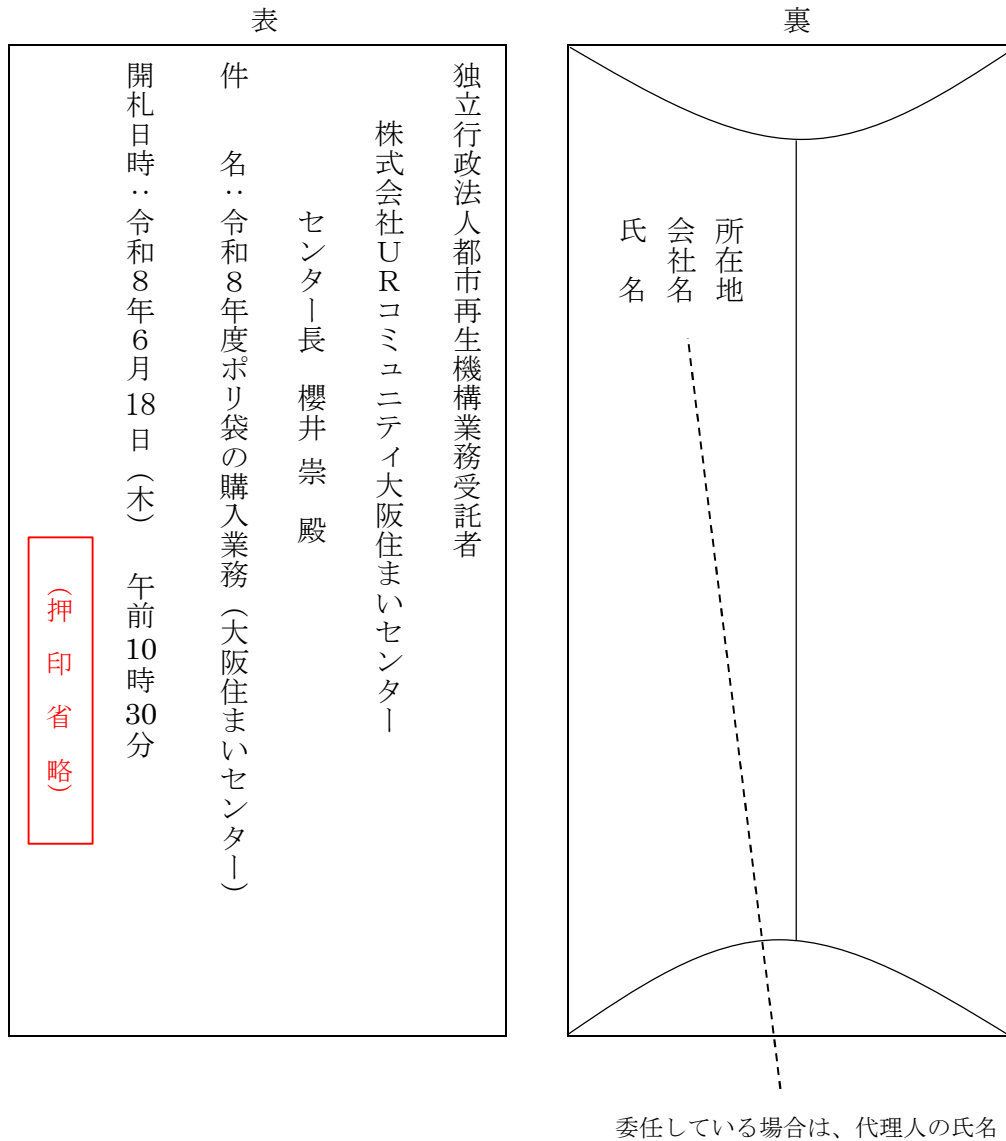 表
独立行政法人都市再生機構業務受託者
株式会社ＵＲコミュニティ大阪住まいセンター
センター長　櫻井 崇　殿
件　　名：令和８年度ポリ袋の購入業務（大阪住まいセンター）
開札日時：令和８年６月18日（木）　午前10時30分
（押印省略）
裏
所在地
会社名
氏　名
委任している場合は、代理人の氏名